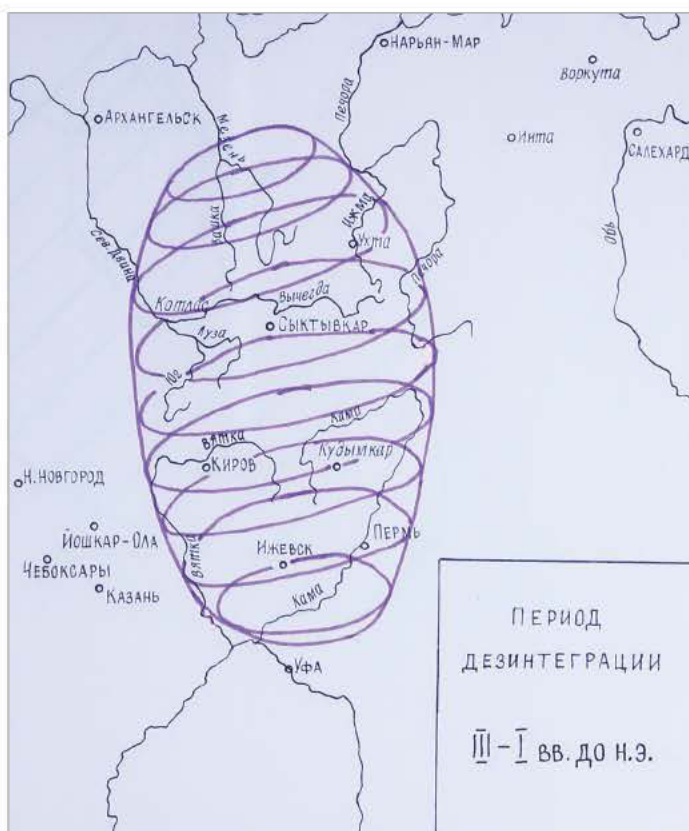 Нарьян-Мар
Воркута
Печора
Архангельск
Мезень
Инта
Салехард
Вашка
Ижма
Ухта
Обь
Сев. Двина
Печора
Котлас
Вычегда
Луза
Сыктывкар
Юг
Кама
Вятка
Киров
Кудымкар
Н. Новгород
Йошкар-Ола
Пермь
Чебоксары
Ижевск
Вятка
Казань
Кама
Уфа
Период
дезинтеграции
III – I вв. до н.э.